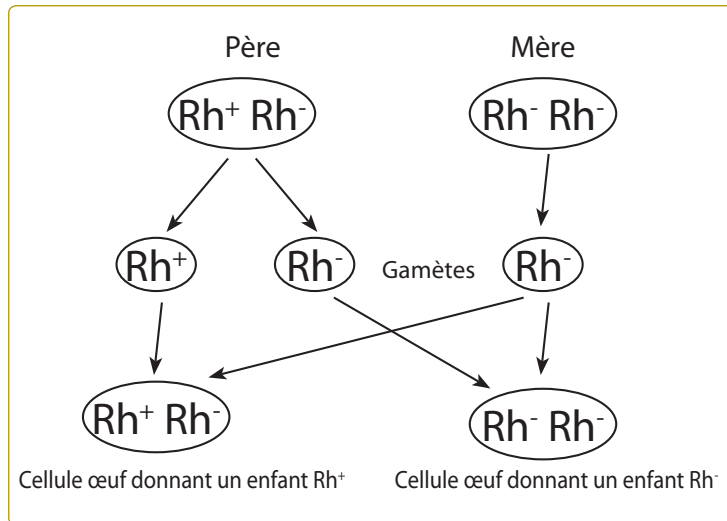 Père Mère
Rh⁺ Rh⁻ Rh⁻ Rh⁻
Rh⁺ Rh⁻ Gamètes Rh⁻
Rh⁺ Rh⁻ Rh⁻ Rh⁻
Cellule œuf donnant un enfant Rh⁺ Cellule œuf donnant un enfant Rh⁻